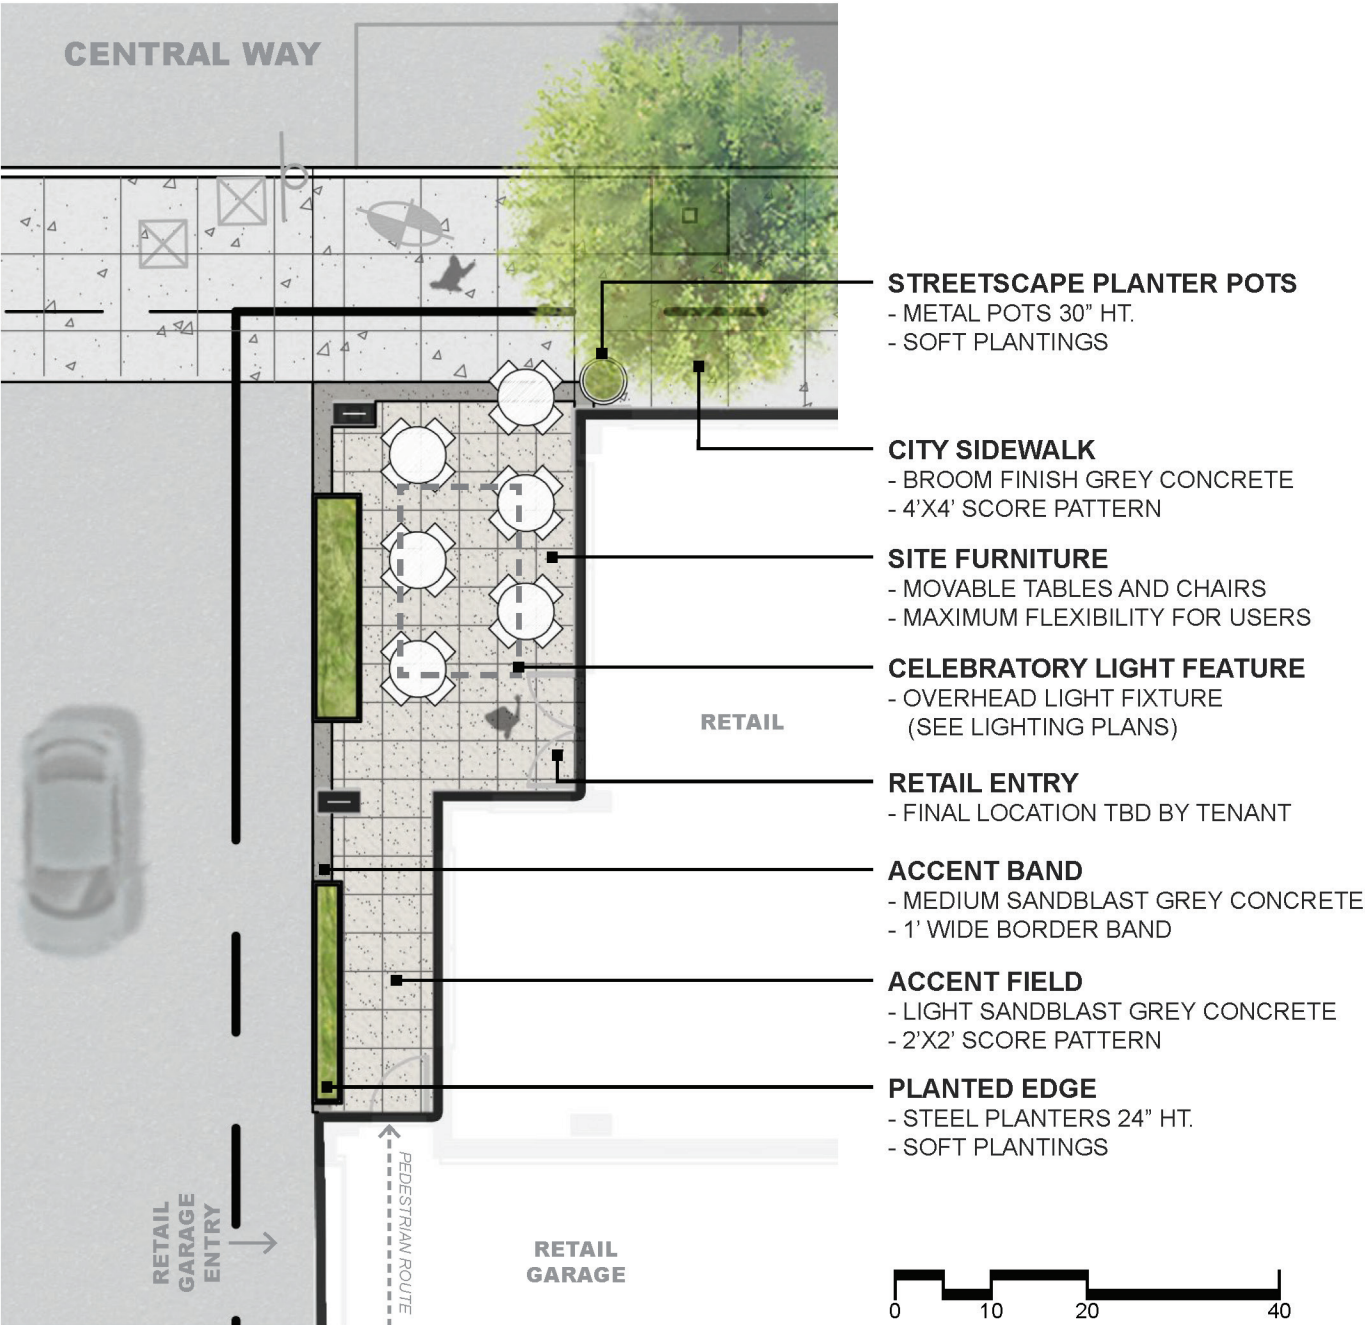 CENTRAL WAY
STREETSCAPE PLANTER POTS
- METAL POTS 30” HT.
- SOFT PLANTINGS
CITY SIDEWALK
- BROOM FINISH GREY CONCRETE
- 4’X4’ SCORE PATTERN
SITE FURNITURE
- MOVABLE TABLES AND CHAIRS
- MAXIMUM FLEXIBILITY FOR USERS
CELEBRATORY LIGHT FEATURE
- OVERHEAD LIGHT FIXTURE
(SEE LIGHTING PLANS)
RETAIL
RETAIL ENTRY
- FINAL LOCATION TBD BY TENANT
ACCENT BAND
- MEDIUM SANDBLAST GREY CONCRETE
- 1’ WIDE BORDER BAND
ACCENT FIELD
- LIGHT SANDBLAST GREY CONCRETE
- 2’X2’ SCORE PATTERN
PLANTED EDGE
- STEEL PLANTERS 24” HT.
- SOFT PLANTINGS
RETAIL
GARAGE
ENTRY
PEDESTRIAN ROUTE
RETAIL
GARAGE
0 10 20 40